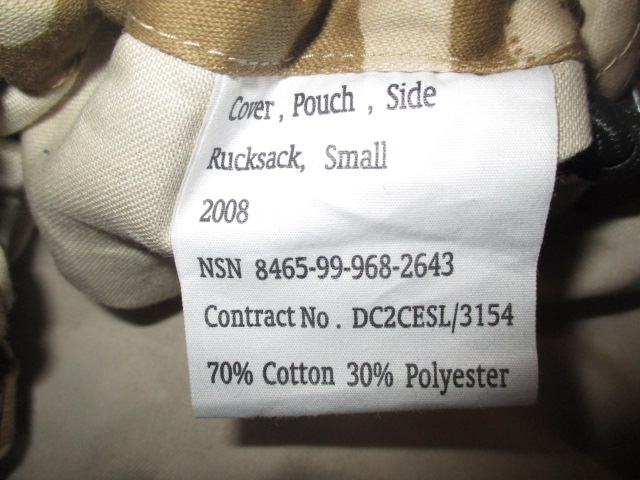 Cover, Pouch, Side
Rucksack, Small
2008
NSN 8465-99-968-2643
Contract No. DC2CESL/3154
70% Cotton 30% Polyester